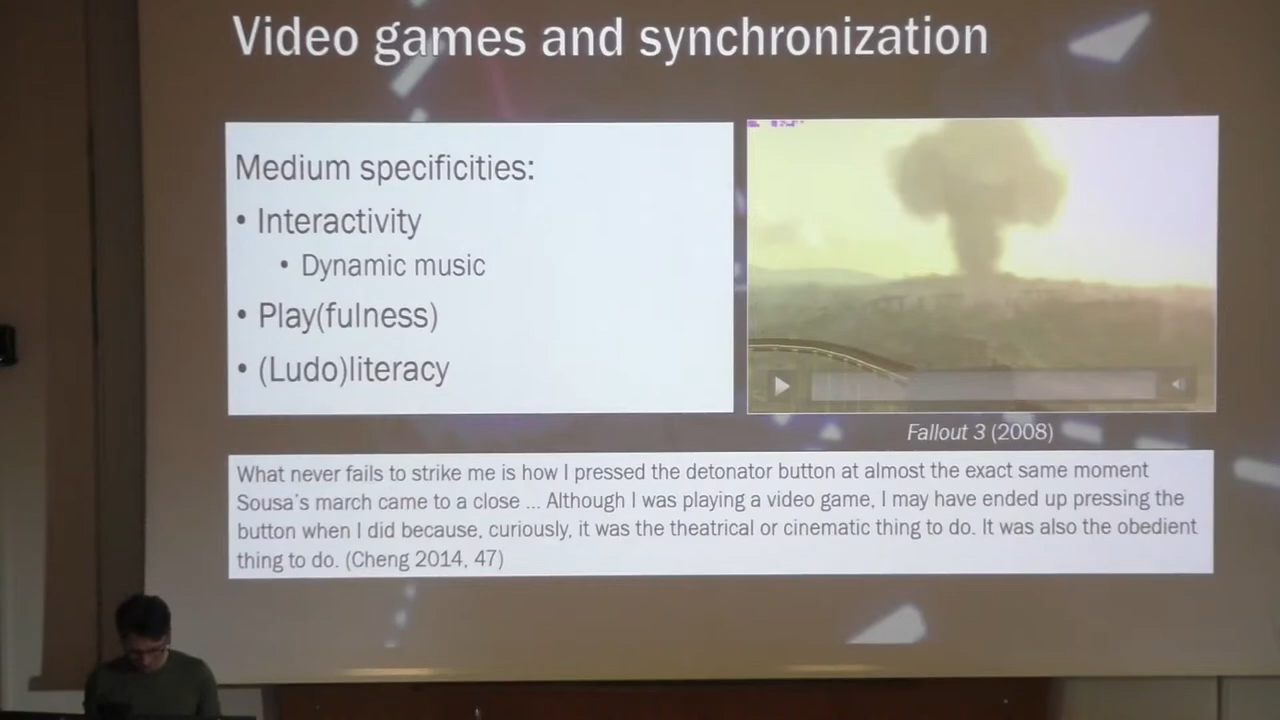 Video games and synchronization
Medium specificities:
• Interactivity
• Dynamic music
• Play(fulness)
• (Ludo)literacy
Fallout 3 (2008)
What never fails to strike me is how I pressed the detonator button at almost the exact same moment
Sousa's march came to a close ... Although I was playing a video game, I may have ended up pressing the
button when I did because, curiously, it was the theatrical or cinematic thing to do. It was also the obedient
thing to do. (Cheng 2014, 47)